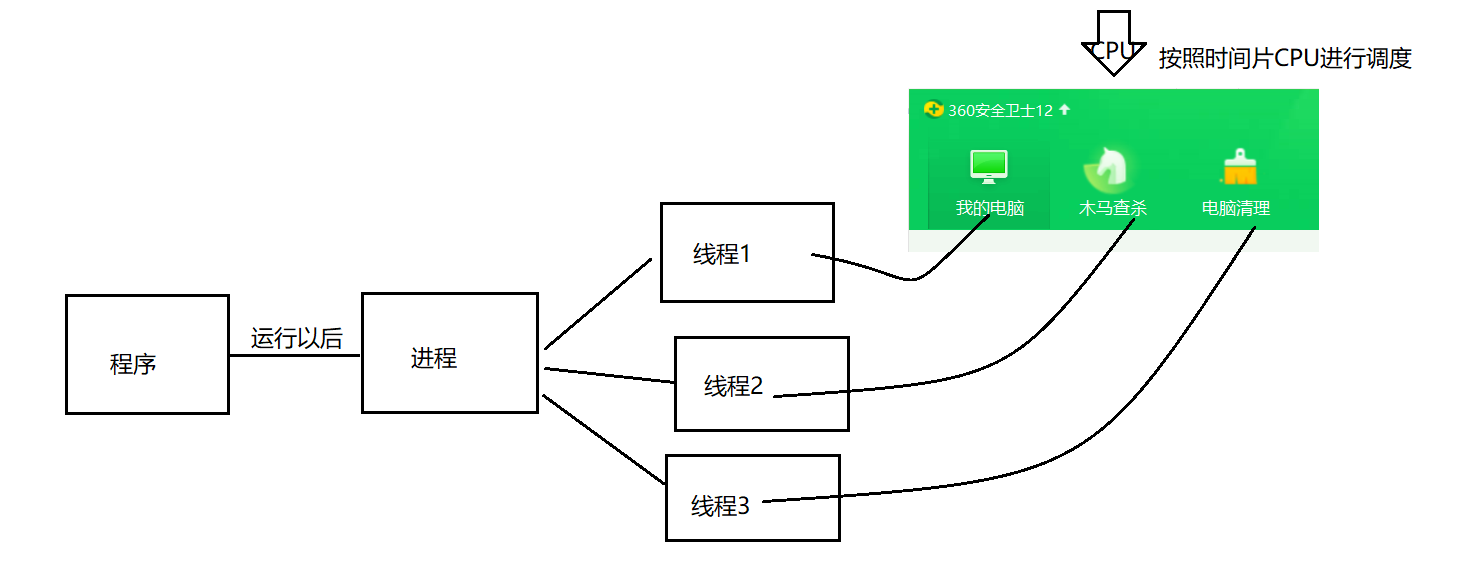 CPU
按照时间片CPU进行调度
360安全卫士12
我的电脑
木马查杀
电脑清理
线程1
运行以后
程序
进程
线程2
线程3